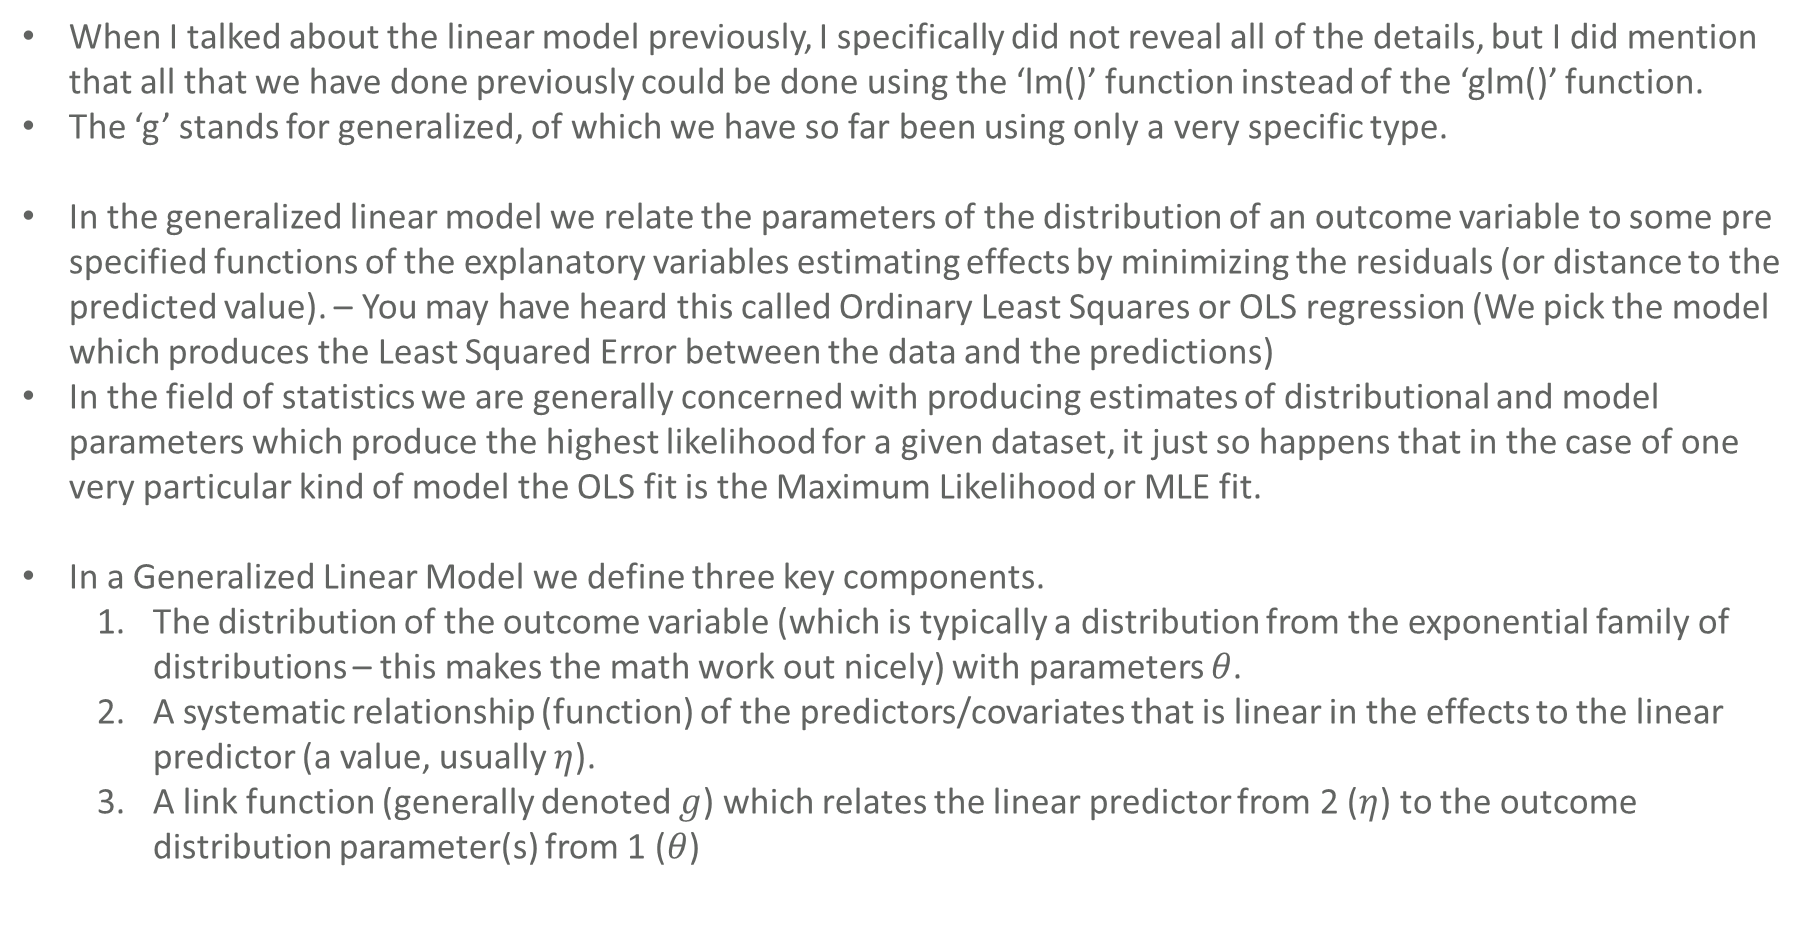 • When I talked about the linear model previously, I specifically did not reveal all of the details, but I did mention
that all that we have done previously could be done using the ‘lm()’ function instead of the ‘glm()’ function.
• The ‘g’ stands for generalized, of which we have so far been using only a very specific type.
• In the generalized linear model we relate the parameters of the distribution of an outcome variable to some pre
specified functions of the explanatory variables estimating effects by minimizing the residuals (or distance to the
predicted value). – You may have heard this called Ordinary Least Squares or OLS regression (We pick the model
which produces the Least Squared Error between the data and the predictions)
• In the field of statistics we are generally concerned with producing estimates of distributional and model
parameters which produce the highest likelihood for a given dataset, it just so happens that in the case of one
very particular kind of model the OLS fit is the Maximum Likelihood or MLE fit.
• In a Generalized Linear Model we define three key components.
1. The distribution of the outcome variable (which is typically a distribution from the exponential family of
distributions – this makes the math work out nicely) with parameters θ.
2. A systematic relationship (function) of the predictors/covariates that is linear in the effects to the linear
predictor (a value, usually η).
3. A link function (generally denoted g) which relates the linear predictor from 2 (η) to the outcome
distribution parameter(s) from 1 (θ)